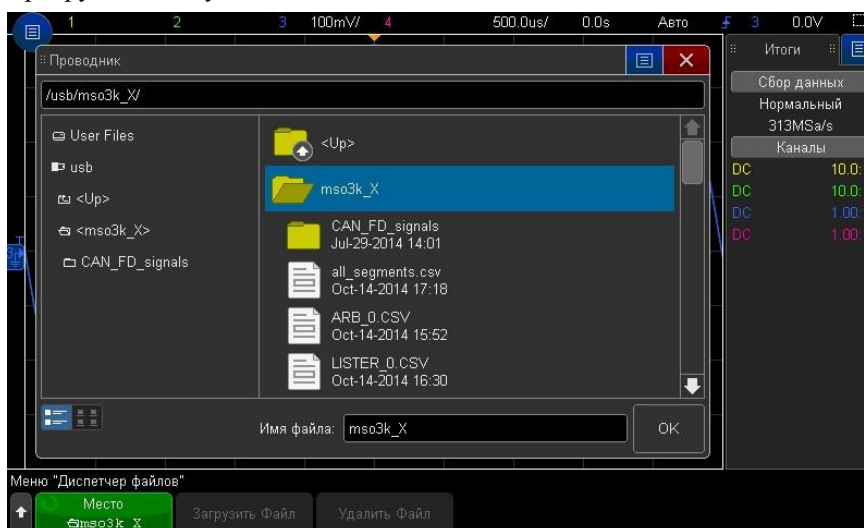 1 2 3 100mV/ 4 500.0us/ 0.0s Авто 3 0.0V
Проводник
/usb/mso3k_X/
User Files
usb
<Up>
<mso3k_X>
CAN_FD_signals
<Up>
mso3k_X
CAN_FD_signals
Jul-29-2014 14:01
all_segments.csv
Oct-14-2014 17:18
ARB_0.CSV
Oct-14-2014 15:52
LISTER_0.CSV
Oct-14-2014 16:30
Имя файла: mso3k_X
OK
Итоги
Сбор данных
Нормальный
313MSa/s
Каналы
DC 10.0:
DC 10.0:
DC 1.00:
DC 1.00:
Меню "Диспетчер файлов"
Место
mso3k_X
Загрузить Файл
Удалить Файл